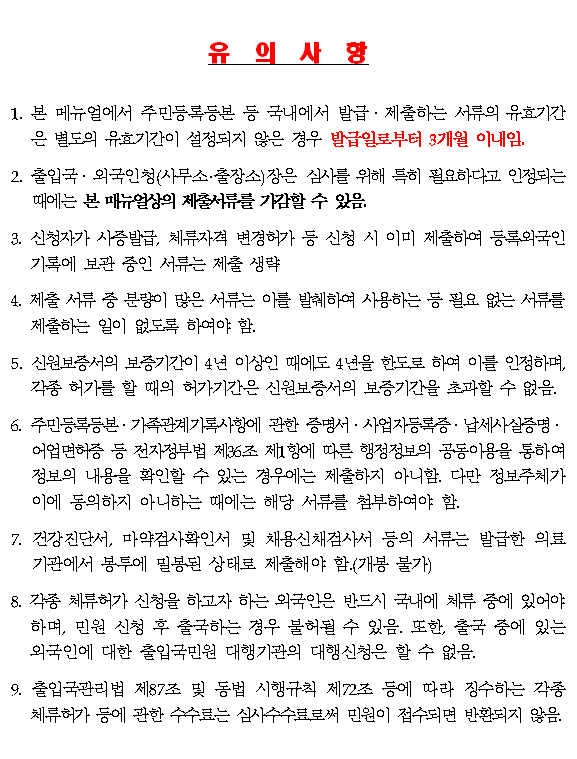 유 의 사 항
1. 본 메뉴얼에서 주민등록등본 등 국내에서 발급·제출하는 서류의 유효기간
은 별도의 유효기간이 설정되지 않은 경우 발급일로부터 3개월 이내임.
2. 출입국·외국인청(사무소·출장소)장은 심사를 위해 특히 필요하다고 인정되는
때에는 본 매뉴얼상의 제출서류를 가감할 수 있음.
3. 신청자가 사증발급, 체류자격 변경허가 등 신청 시 이미 제출하여 등록외국인
기록에 보관 중인 서류는 제출 생략
4. 제출 서류 중 분량이 많은 서류는 이를 발췌하여 사용하는 등 필요 없는 서류를
제출하는 일이 없도록 하여야 함.
5. 신원보증서의 보증기간이 4년 이상인 때에도 4년을 한도로 하여 이를 인정하며,
각종 허가를 할 때의 허가기간은 신원보증서의 보증기간을 초과할 수 없음.
6. 주민등록등본·가족관계기록사항에 관한 증명서·사업자등록증·납세사실증명·
어업면허증 등 전자정부법 제36조 제1항에 따른 행정정보의 공동이용을 통하여
정보의 내용을 확인할 수 있는 경우에는 제출하지 아니함. 다만 정보주체가
이에 동의하지 아니하는 때에는 해당 서류를 첨부하여야 함.
7. 건강진단서, 마약검사확인서 및 채용신체검사서 등의 서류는 발급한 의료
기관에서 봉투에 밀봉된 상태로 제출해야 함.(개봉 불가)
8. 각종 체류허가 신청을 하고자 하는 외국인은 반드시 국내에 체류 중에 있어야
하며, 민원 신청 후 출국하는 경우 불허될 수 있음. 또한, 출국 중에 있는
외국인에 대한 출입국민원 대행기관의 대행신청은 할 수 없음.
9. 출입국관리법 제87조 및 동법 시행규칙 제72조 등에 따라 징수하는 각종
체류허가 등에 관한 수수료는 심사수수료로써 민원이 접수되면 반환되지 않음.